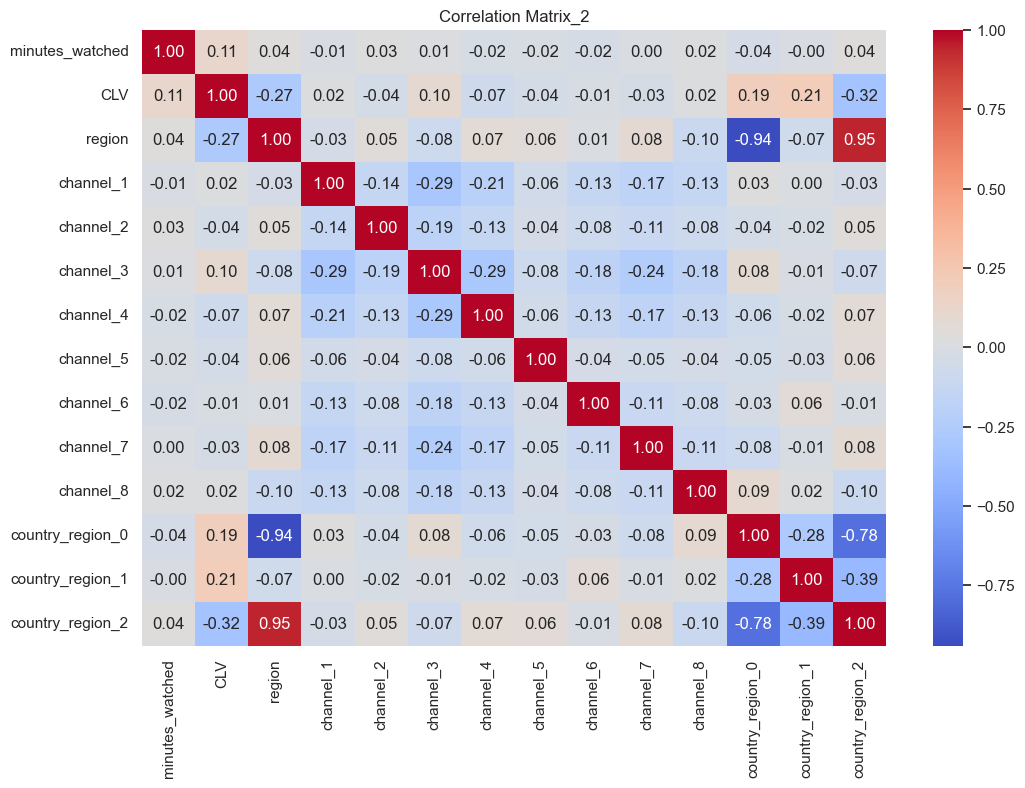 Correlation Matrix_2
minutes_watched 1.00 0.11 0.04 -0.01 0.03 0.01 -0.02 -0.02 -0.02 0.00 0.02 -0.04 -0.00 0.04
CLV 0.11 1.00 -0.27 0.02 -0.04 0.10 -0.07 -0.04 -0.01 -0.03 0.02 0.19 0.21 -0.32
region 0.04 -0.27 1.00 -0.03 0.05 -0.08 0.07 0.06 0.01 0.08 -0.10 -0.94 -0.07 0.95
channel_1 -0.01 0.02 -0.03 1.00 -0.14 -0.29 -0.21 -0.06 -0.13 -0.17 -0.13 0.03 0.00 -0.03
channel_2 0.03 -0.04 0.05 -0.14 1.00 -0.19 -0.13 -0.04 -0.08 -0.11 -0.08 -0.04 -0.02 0.05
channel_3 0.01 0.10 -0.08 -0.29 -0.19 1.00 -0.29 -0.08 -0.18 -0.24 -0.18 0.08 -0.01 -0.07
channel_4 -0.02 -0.07 0.07 -0.21 -0.13 -0.29 1.00 -0.06 -0.13 -0.17 -0.13 -0.06 -0.02 0.07
channel_5 -0.02 -0.04 0.06 -0.06 -0.04 -0.08 -0.06 1.00 -0.04 -0.05 -0.04 -0.05 -0.03 0.06
channel_6 -0.02 -0.01 0.01 -0.13 -0.08 -0.18 -0.13 -0.04 1.00 -0.11 -0.08 -0.03 0.06 -0.01
channel_7 0.00 -0.03 0.08 -0.17 -0.11 -0.24 -0.17 -0.05 -0.11 1.00 -0.11 -0.08 -0.01 0.08
channel_8 0.02 0.02 -0.10 -0.13 -0.08 -0.18 -0.13 -0.04 -0.08 -0.11 1.00 0.09 0.02 -0.10
country_region_0 -0.04 0.19 -0.94 0.03 -0.04 0.08 -0.06 -0.05 -0.03 -0.08 0.09 1.00 -0.28 -0.78
country_region_1 -0.00 0.21 -0.07 0.00 -0.02 -0.01 -0.02 -0.03 0.06 -0.01 0.02 -0.28 1.00 -0.39
country_region_2 0.04 -0.32 0.95 -0.03 0.05 -0.07 0.07 0.06 -0.01 0.08 -0.10 -0.78 -0.39 1.00
minutes_watched
CLV
region
channel_1
channel_2
channel_3
channel_4
channel_5
channel_6
channel_7
channel_8
country_region_0
country_region_1
country_region_2
1.00
0.75
0.50
0.25
0.00
-0.25
-0.50
-0.75